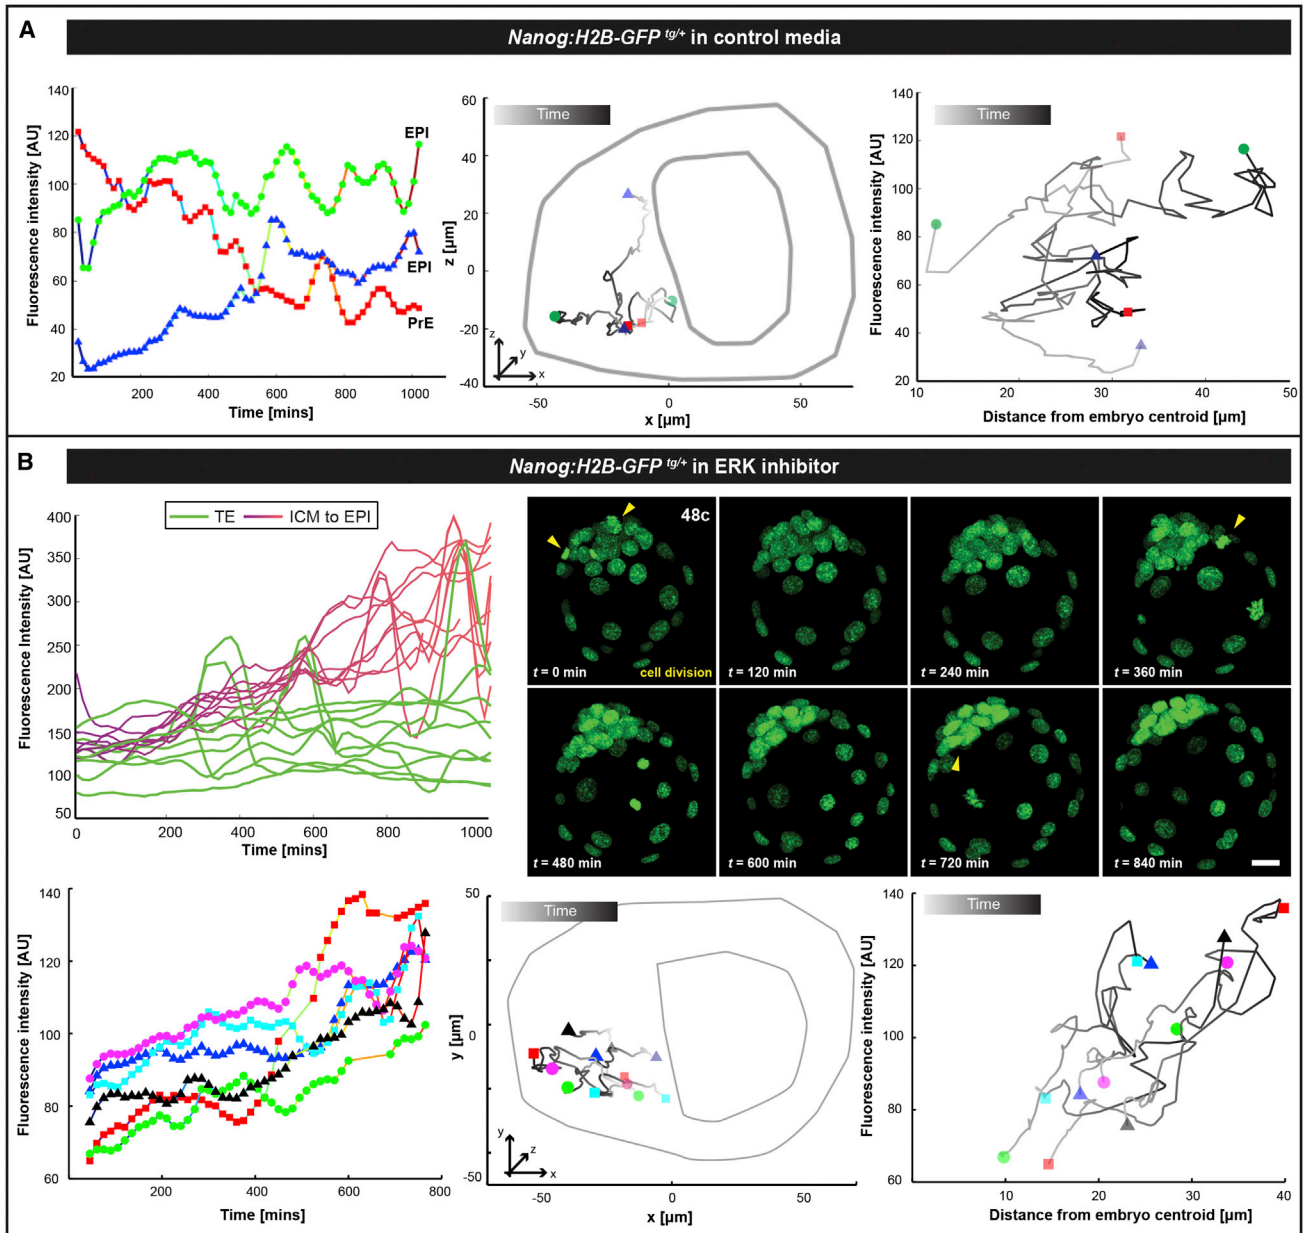 A
Nanog:H2B-GFP tg/+ in control media
Fluorescence intensity [AU]
140
120
100
80
60
40
20
200
400
600
800
1000
Time [mins]
EPI
EPI
PrE
Time
z [µm]
60
40
20
0
-20
-40
-50
0
50
x [µm]
z
y
x
Time
Fluorescence intensity [AU]
140
120
100
80
60
40
20
10
20
30
40
50
Distance from embryo centroid [µm]
B
Nanog:H2B-GFP tg/+ in ERK inhibitor
TE
ICM to EPI
Fluorescence Intensity [AU]
400
350
300
250
200
150
100
50
0
200
400
600
800
1000
Time [mins]
48c
t = 0 min
cell division
t = 120 min
t = 240 min
t = 360 min
t = 480 min
t = 600 min
t = 720 min
t = 840 min
Fluorescence intensity [AU]
140
120
100
80
60
200
400
600
800
Time [mins]
Time
y [µm]
50
0
-50
-50
0
50
x [µm]
y
z
x
Time
Fluorescence intensity [AU]
140
120
100
80
60
10
20
30
40
Distance from embryo centroid [µm]